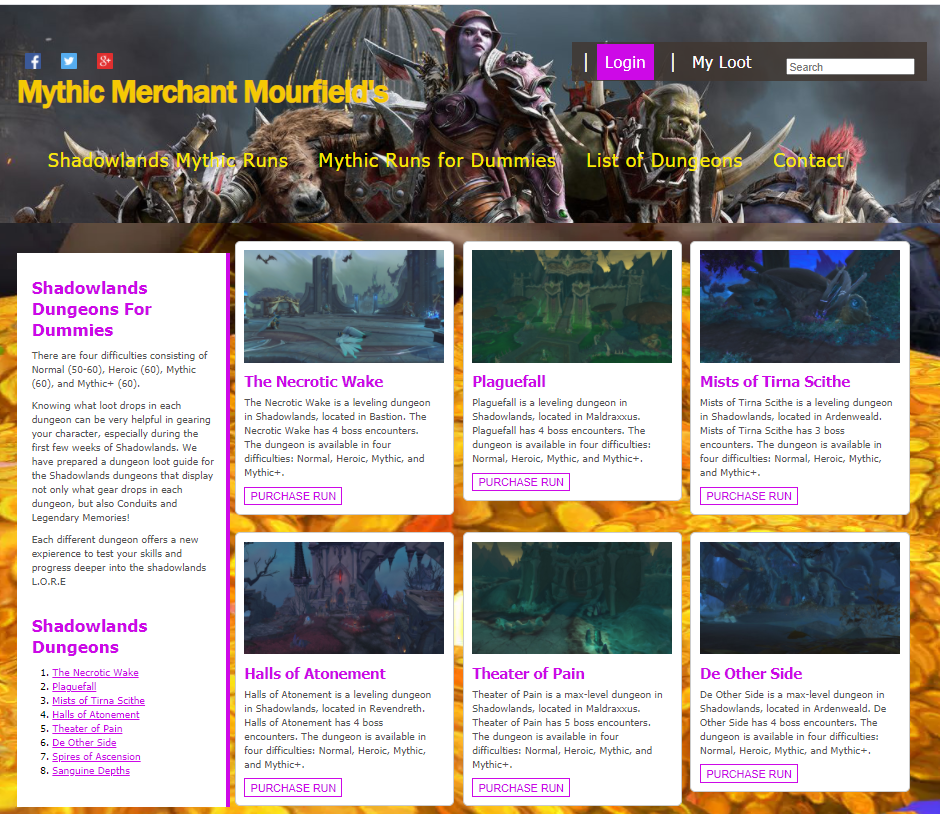 f
g+
| Login | My Loot
Search
Mythic Merchant Mourfield's
Shadowlands Mythic Runs Mythic Runs for Dummies List of Dungeons Contact
Shadowlands
Dungeons For
Dummies
There are four difficulties consisting of
Normal (50-60), Heroic (60), Mythic
(60), and Mythic+ (60).
Knowing what loot drops in each
dungeon can be very helpful in gearing
your character, especially during the
first few weeks of Shadowlands. We
have prepared a dungeon loot guide for
the Shadowlands dungeons that display
not only what gear drops in each
dungeon, but also Conduits and
Legendary Memories!
Each different dungeon offers a new
expierence to test your skills and
progress deeper into the shadowlands
L.O.R.E
Shadowlands
Dungeons
1. The Necrotic Wake
2. Plaguefall
3. Mists of Tirna Scithe
4. Halls of Atonement
5. Theater of Pain
6. De Other Side
7. Spires of Ascension
8. Sanguine Depths
The Necrotic Wake
The Necrotic Wake is a leveling dungeon
in Shadowlands, located in Bastion. The
Necrotic Wake has 4 boss encounters.
The dungeon is available in four
difficulties: Normal, Heroic, Mythic, and
Mythic+.
PURCHASE RUN
Plaguefall
Plaguefall is a leveling dungeon in
Shadowlands, located in Maldraxxus.
Plaguefall has 4 boss encounters. The
dungeon is available in four difficulties:
Normal, Heroic, Mythic, and Mythic+.
PURCHASE RUN
Mists of Tirna Scithe
Mists of Tirna Scithe is a leveling dungeon
in Shadowlands, located in Ardenweald.
Mists of Tirna Scithe has 3 boss
encounters. The dungeon is available in
four difficulties: Normal, Heroic, Mythic,
and Mythic+.
PURCHASE RUN
Halls of Atonement
Halls of Atonement is a leveling dungeon
in Shadowlands, located in Revendreth.
Halls of Atonement has 4 boss
encounters. The dungeon is available in
four difficulties: Normal, Heroic, Mythic,
and Mythic+.
PURCHASE RUN
Theater of Pain
Theater of Pain is a max-level dungeon in
Shadowlands, located in Maldraxxus.
Theater of Pain has 5 boss encounters.
The dungeon is available in four
difficulties: Normal, Heroic, Mythic, and
Mythic+.
PURCHASE RUN
De Other Side
De Other Side is a max-level dungeon in
Shadowlands, located in Ardenweald. De
Other Side has 4 boss encounters. The
dungeon is available in four difficulties:
Normal, Heroic, Mythic, and Mythic+.
PURCHASE RUN